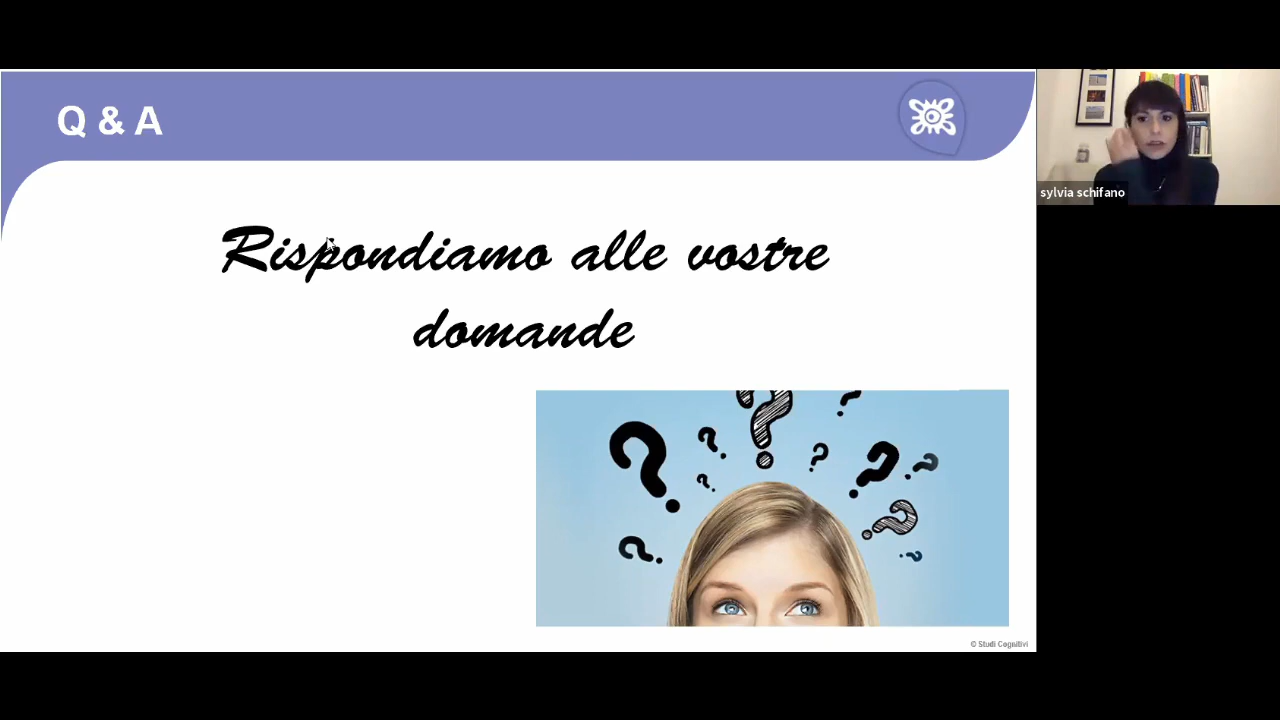 Q & A
sylvia schifano
Rispondiamo alle vostre
domande
© Studi Cognitivi